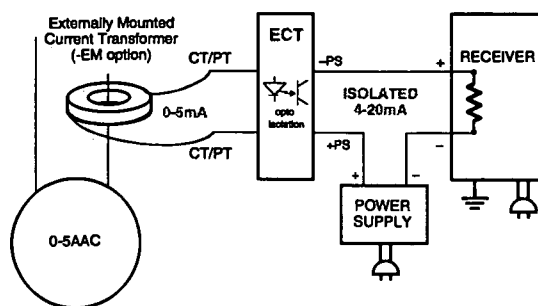 Externally Mounted
Current Transformer
(-EM option)
CT/PT
0–5mA
CT/PT
0-5AAC
ECT
opto
isolation
–PS
ISOLATED
4-20mA
+PS
+
–
POWER
SUPPLY
RECEIVER
+
–